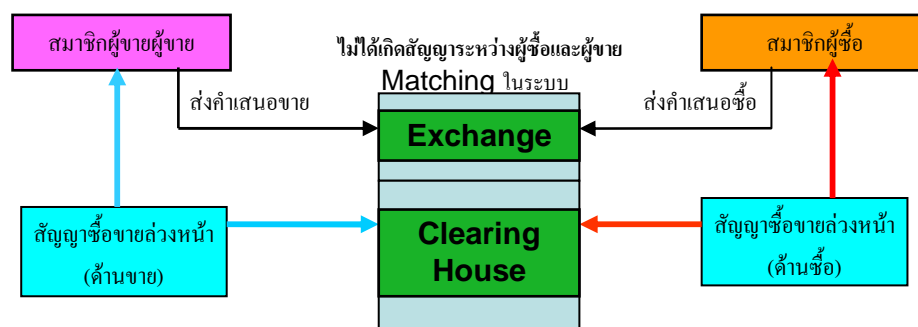 สมาชิกผู้ขายผู้ขาย
ไม่ได้เกิดสัญญาระหว่างผู้ซื้อและผู้ขาย
สมาชิกผู้ซื้อ
Matching ในระบบ
ส่งคำเสนอขาย
ส่งคำเสนอซื้อ
Exchange
สัญญาซื้อขายล่วงหน้า
(ด้านขาย)
Clearing
House
สัญญาซื้อขายล่วงหน้า
(ด้านซื้อ)